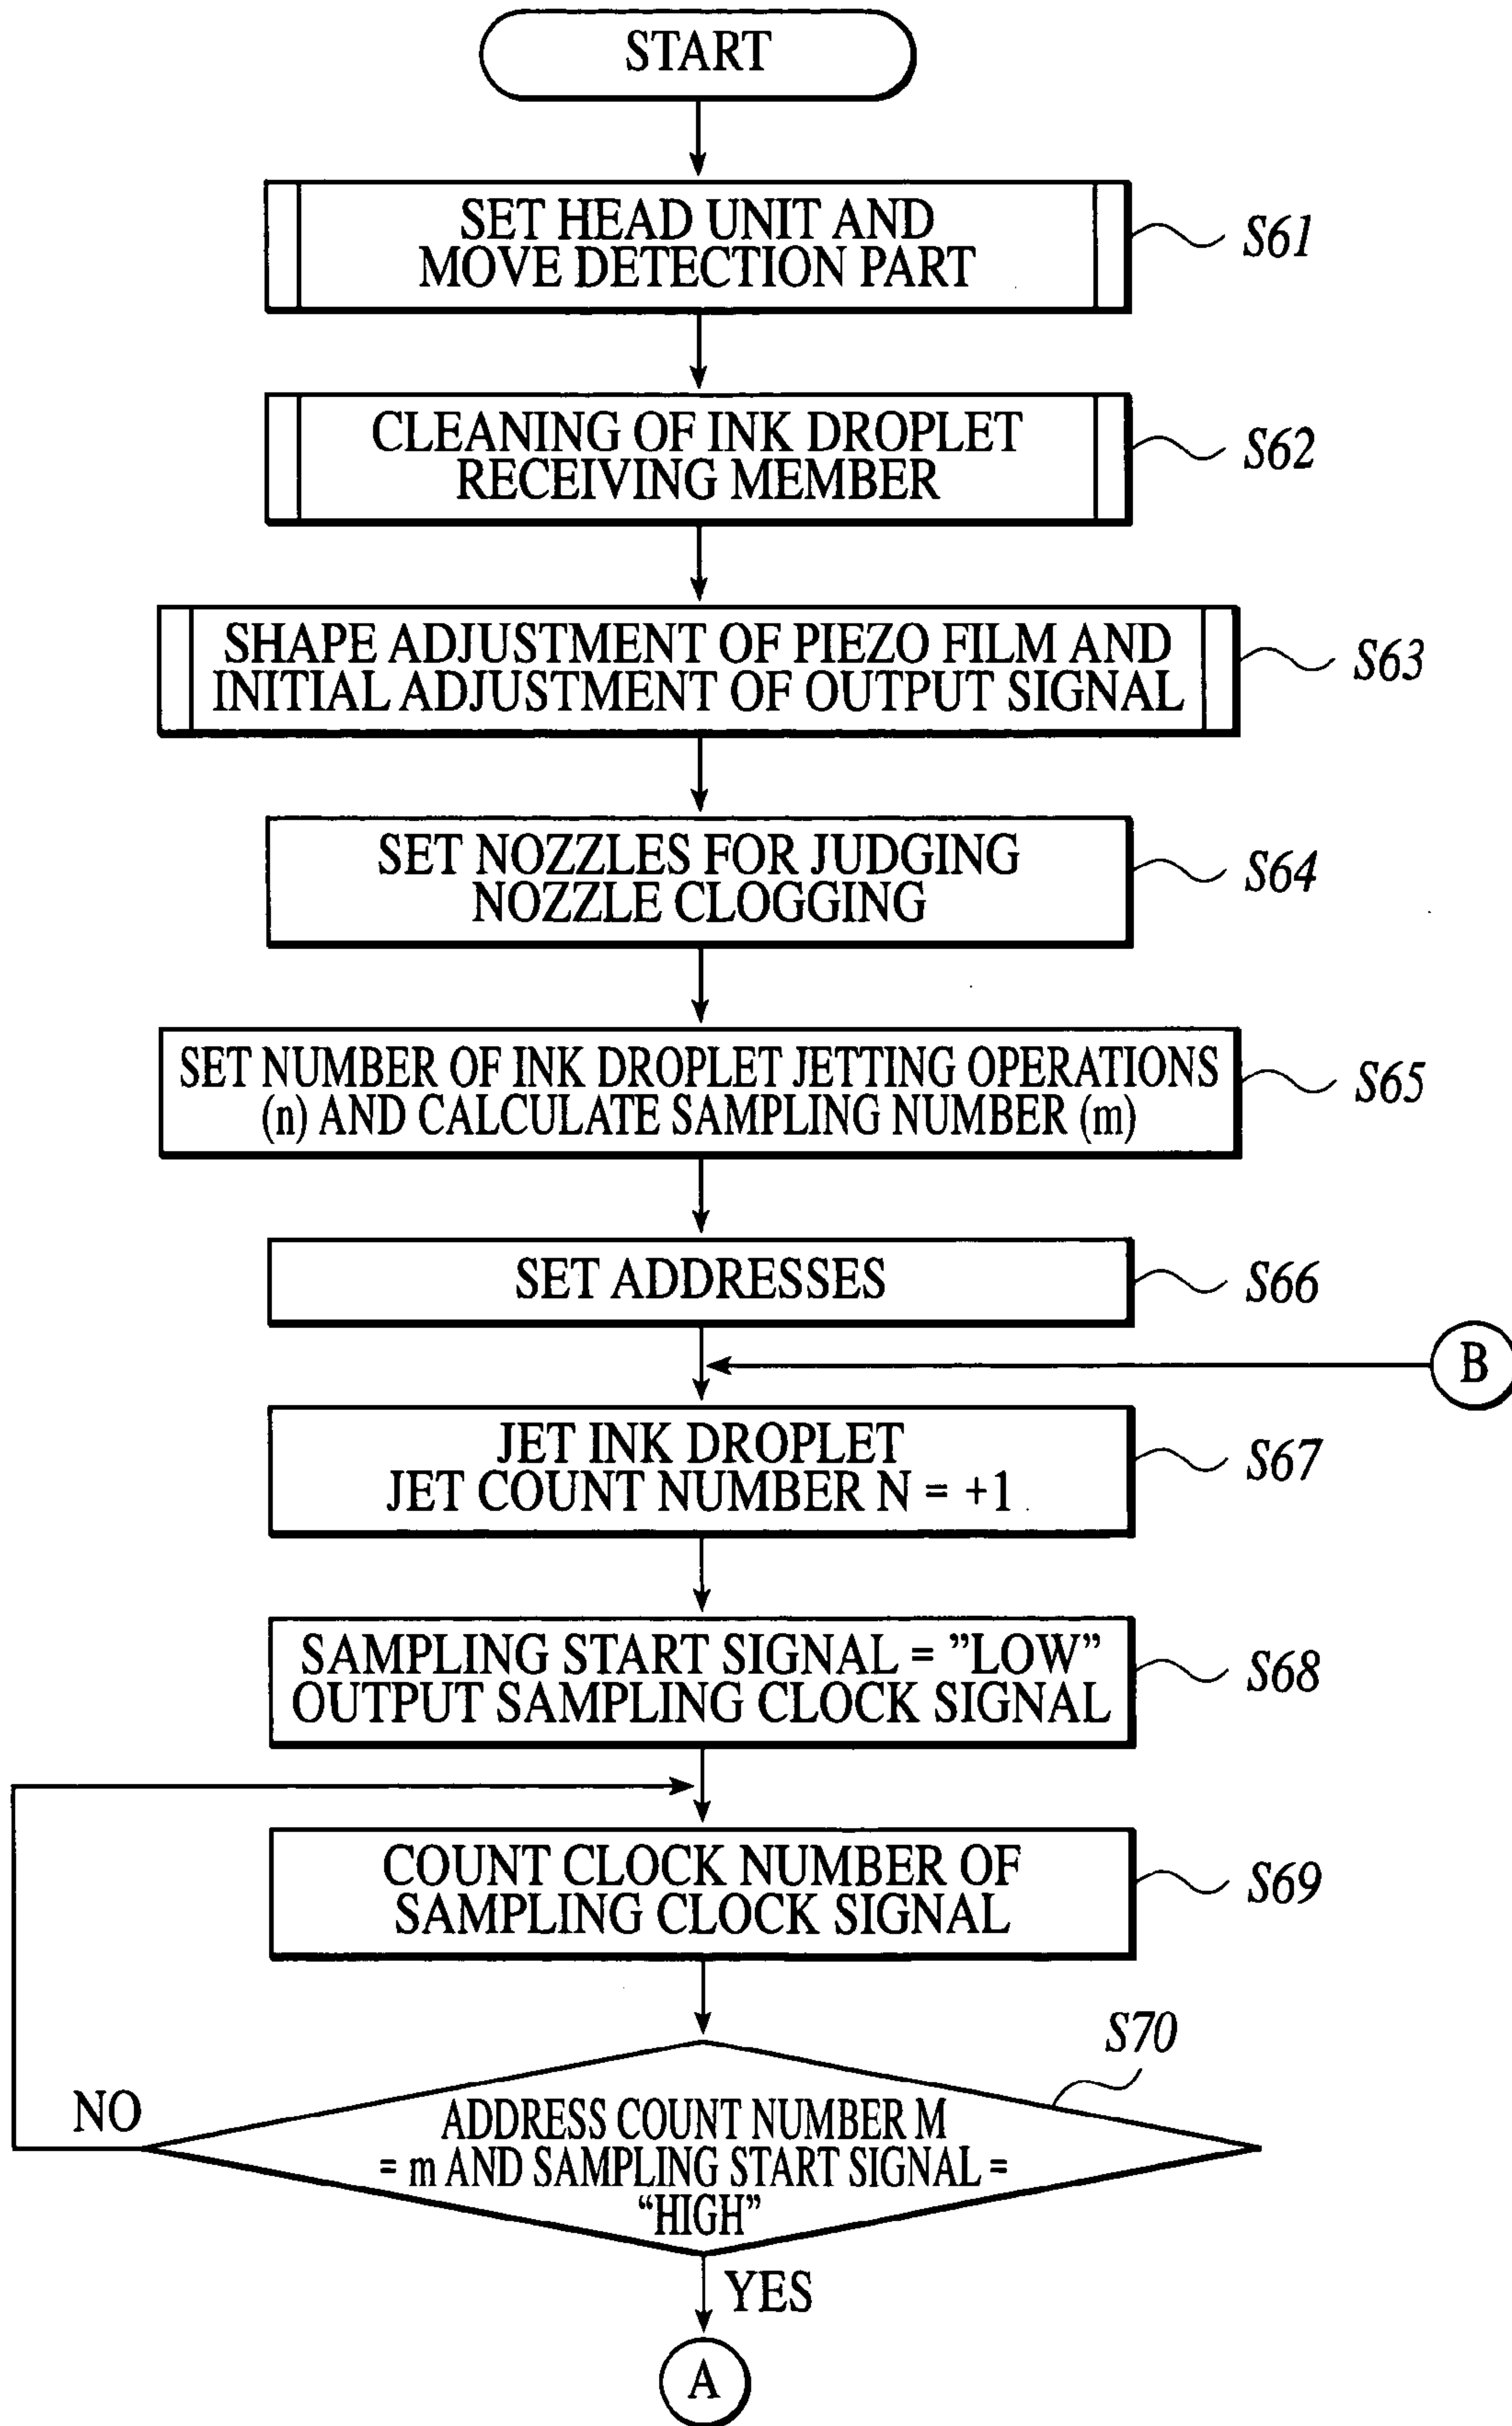 START
SET HEAD UNIT AND
MOVE DETECTION PART
S61
CLEANING OF INK DROPLET
RECEIVING MEMBER
S62
SHAPE ADJUSTMENT OF PIEZO FILM AND
INITIAL ADJUSTMENT OF OUTPUT SIGNAL
S63
SET NOZZLES FOR JUDGING
NOZZLE CLOGGING
S64
SET NUMBER OF INK DROPLET JETTING OPERATIONS
(n) AND CALCULATE SAMPLING NUMBER (m)
S65
SET ADDRESSES
S66
B
JET INK DROPLET
JET COUNT NUMBER N = +1
S67
SAMPLING START SIGNAL = ”LOW”
OUTPUT SAMPLING CLOCK SIGNAL
S68
COUNT CLOCK NUMBER OF
SAMPLING CLOCK SIGNAL
S69
S70
NO
ADDRESS COUNT NUMBER M
= m AND SAMPLING START SIGNAL =
“HIGH”
YES
A